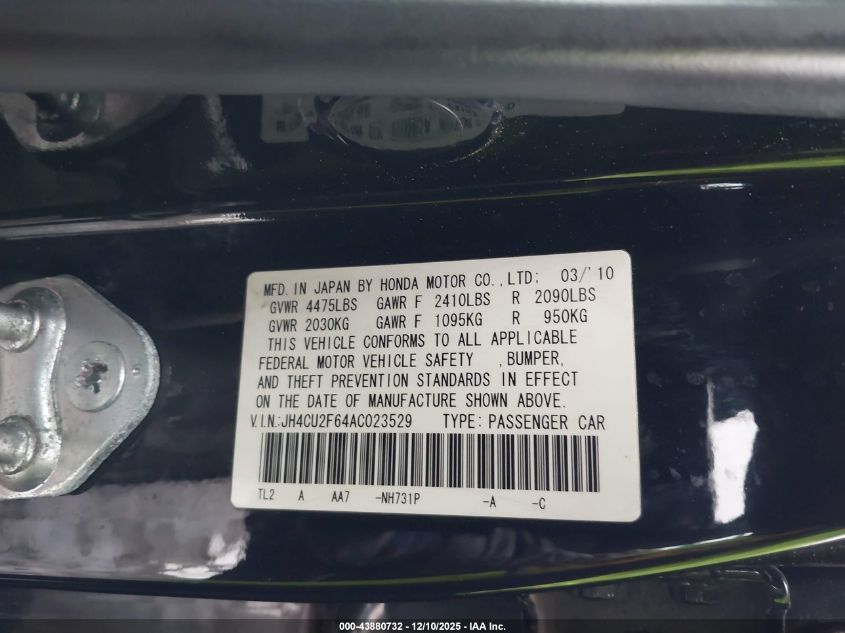 MFD. IN JAPAN BY HONDA MOTOR CO.,LTD: 03/'10
GVWR 4475LBS GAWR F 2410LBS R 2090LBS
GVWR 2030KG GAWR F 1095KG R 950KG
THIS VEHICLE CONFORMS TO ALL APPLICABLE
FEDERAL MOTOR VEHICLE SAFETY ,BUMPER,
AND THEFT PREVENTION STANDARDS IN EFFECT
ON THE DATE OF MANUFACTURE SHOWN ABOVE.
V.I.N.:JH4CU2F64AC023529 TYPE: PASSENGER CAR
TL2 A AA7 -NH731P -A -C
000-43880732 - 12/10/2025 - IAA Inc.